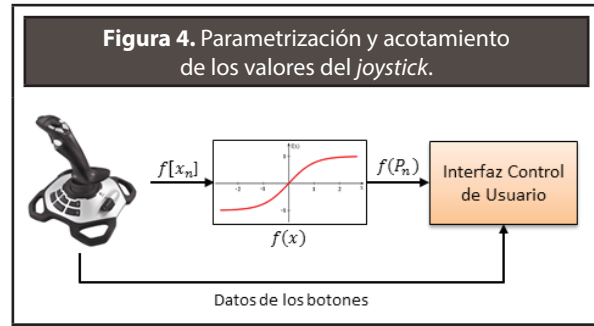 Figura 4. Parametrización y acotamiento
de los valores del joystick.
f[xₙ]
f(x)
f(Pₙ)
Interfaz Control
de Usuario
Datos de los botones